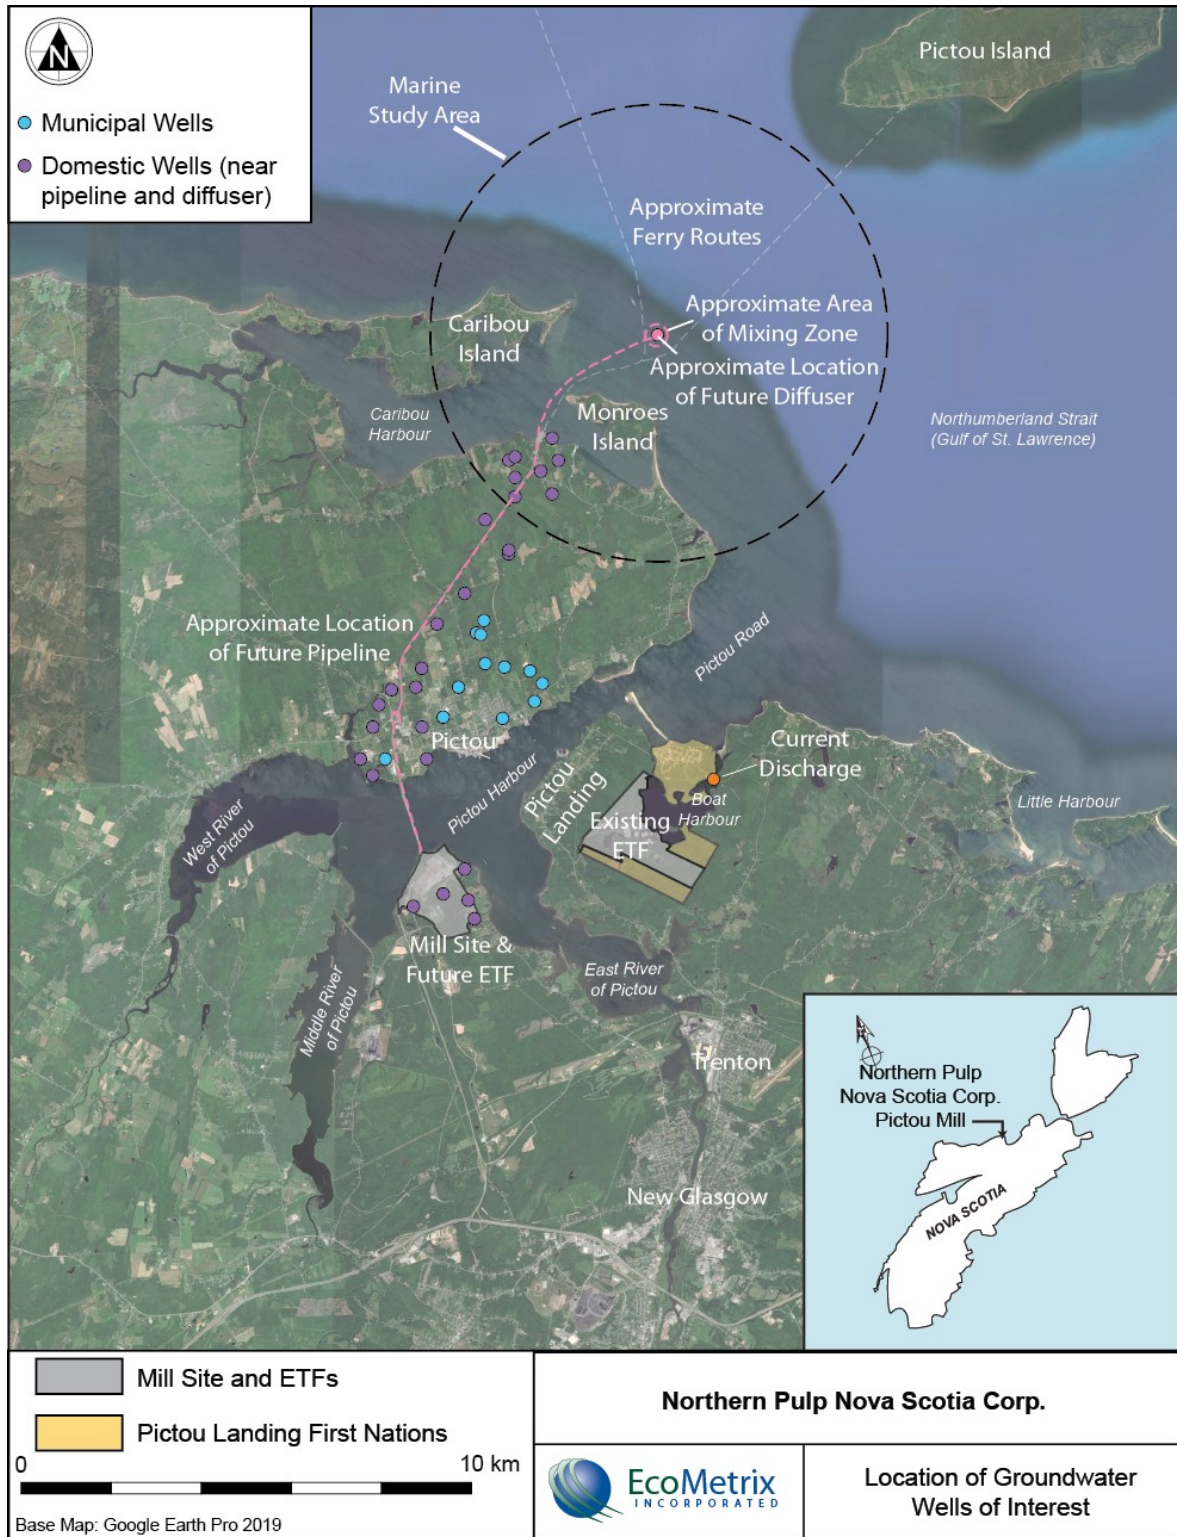 N
Municipal Wells
Domestic Wells (near
pipeline and diffuser)
Pictou Island
Marine
Study Area
Approximate
Ferry Routes
Approximate Area
of Mixing Zone
Approximate Location
of Future Diffuser
Caribou
Island
Caribou
Harbour
Monroes
Island
Northumberland Strait
(Gulf of St. Lawrence)
Approximate Location
of Future Pipeline
Pictou Road
Pictou
Pictou Harbour
Pictou
Landing
Current
Discharge
Boat
Harbour
Existing
ETF
Little Harbour
West River
of Pictou
Mill Site &
Future ETF
East River
of Pictou
Middle River
of Pictou
Trenton
New Glasgow
Northern Pulp
Nova Scotia Corp.
Pictou Mill
NOVA SCOTIA
Mill Site and ETFs
Pictou Landing First Nations
0 10 km
Base Map: Google Earth Pro 2019
Northern Pulp Nova Scotia Corp.
EcoMetrix
INCORPORATED
Location of Groundwater
Wells of Interest